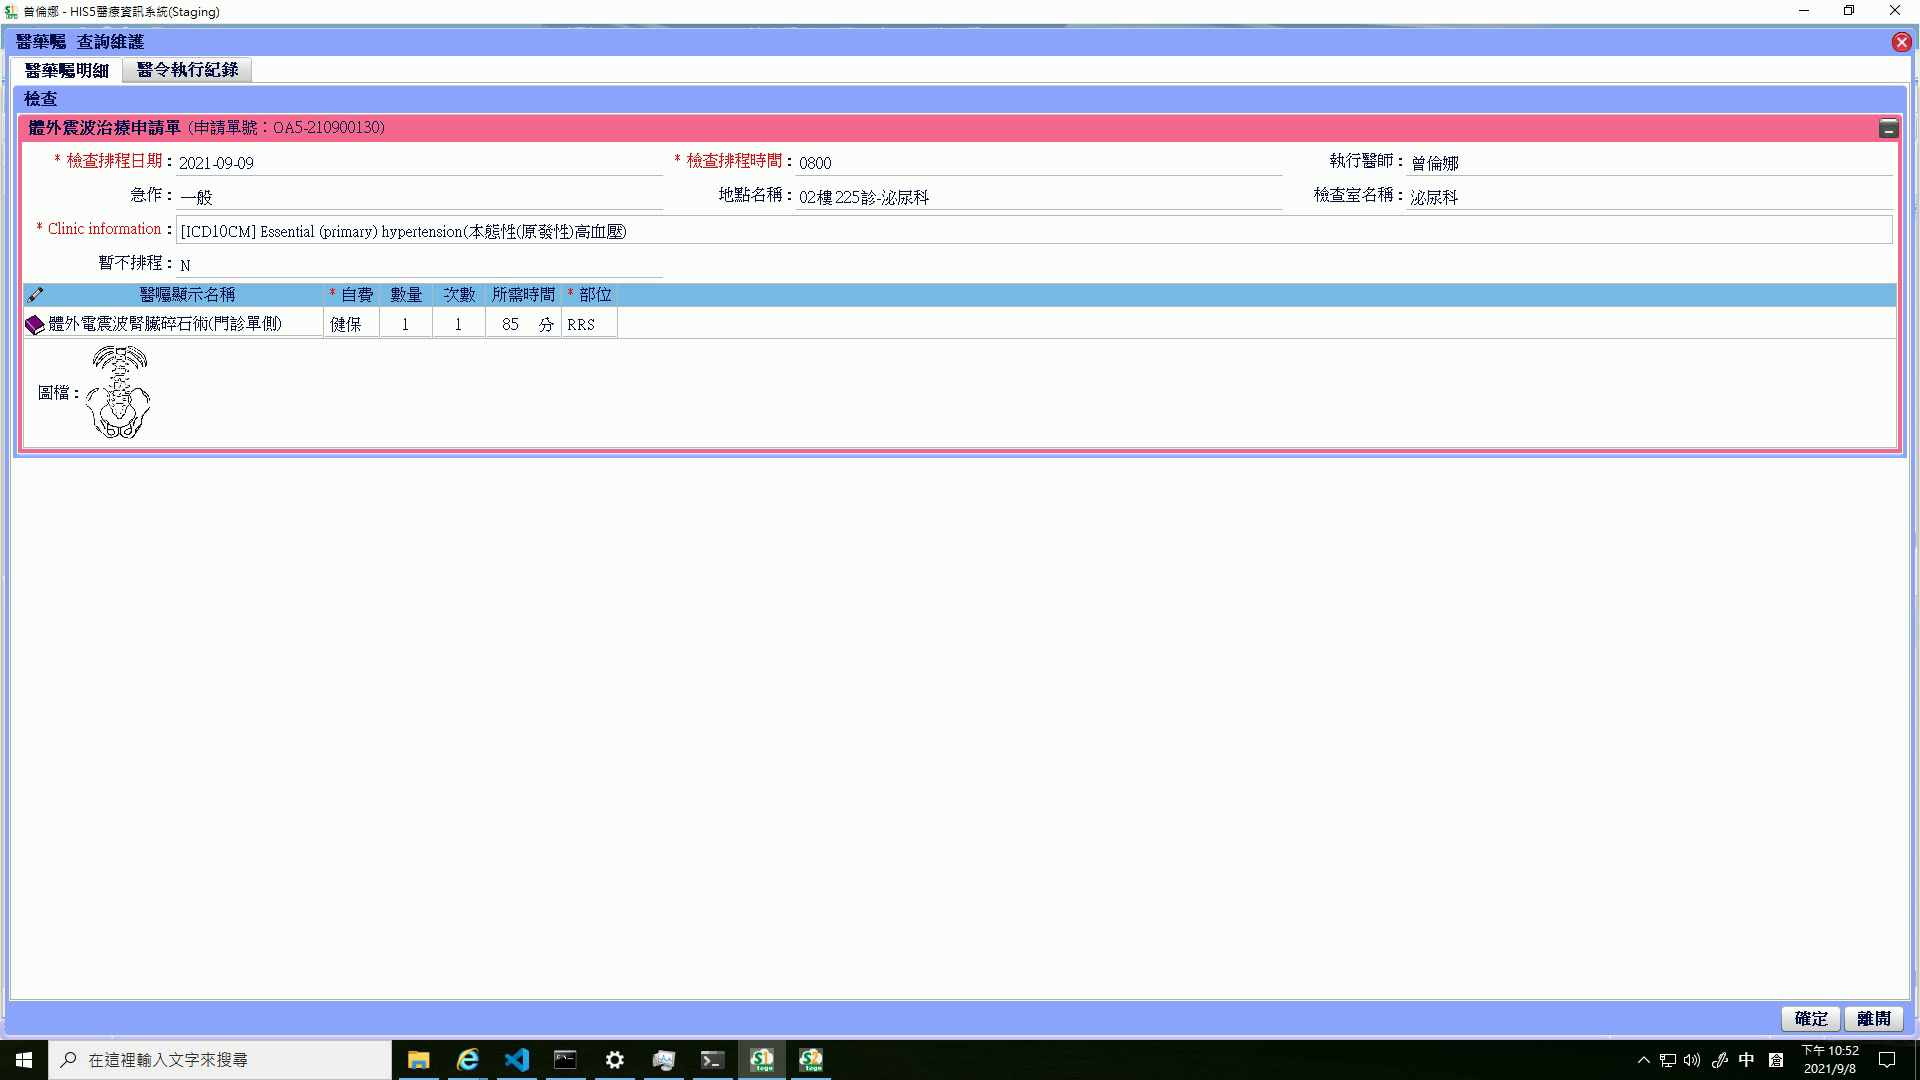 曾倫娜 - HIS5醫療資訊系統(Staging)
醫藥囑 查詢維護
醫藥囑明細 醫令執行紀錄
檢查
體外震波治療申請單 (申請單號：OA5-210900130)
* 檢查排程日期： 2021-09-09 * 檢查排程時間： 0800 執行醫師： 曾倫娜
急作： 一般 地點名稱： 02樓225診-泌尿科 檢查室名稱： 泌尿科
* Clinic information： [ICD10CM] Essential (primary) hypertension(本態性(原發性)高血壓)
暫不排程： N
醫囑顯示名稱 * 自費 數量 次數 所需時間 * 部位
體外電震波腎臟碎石術(門診單側) 健保 1 1 85 分 RRS
圖檔：
確定 離開
在這裡輸入文字來搜尋
中 倉 下午 10:52
2021/9/8